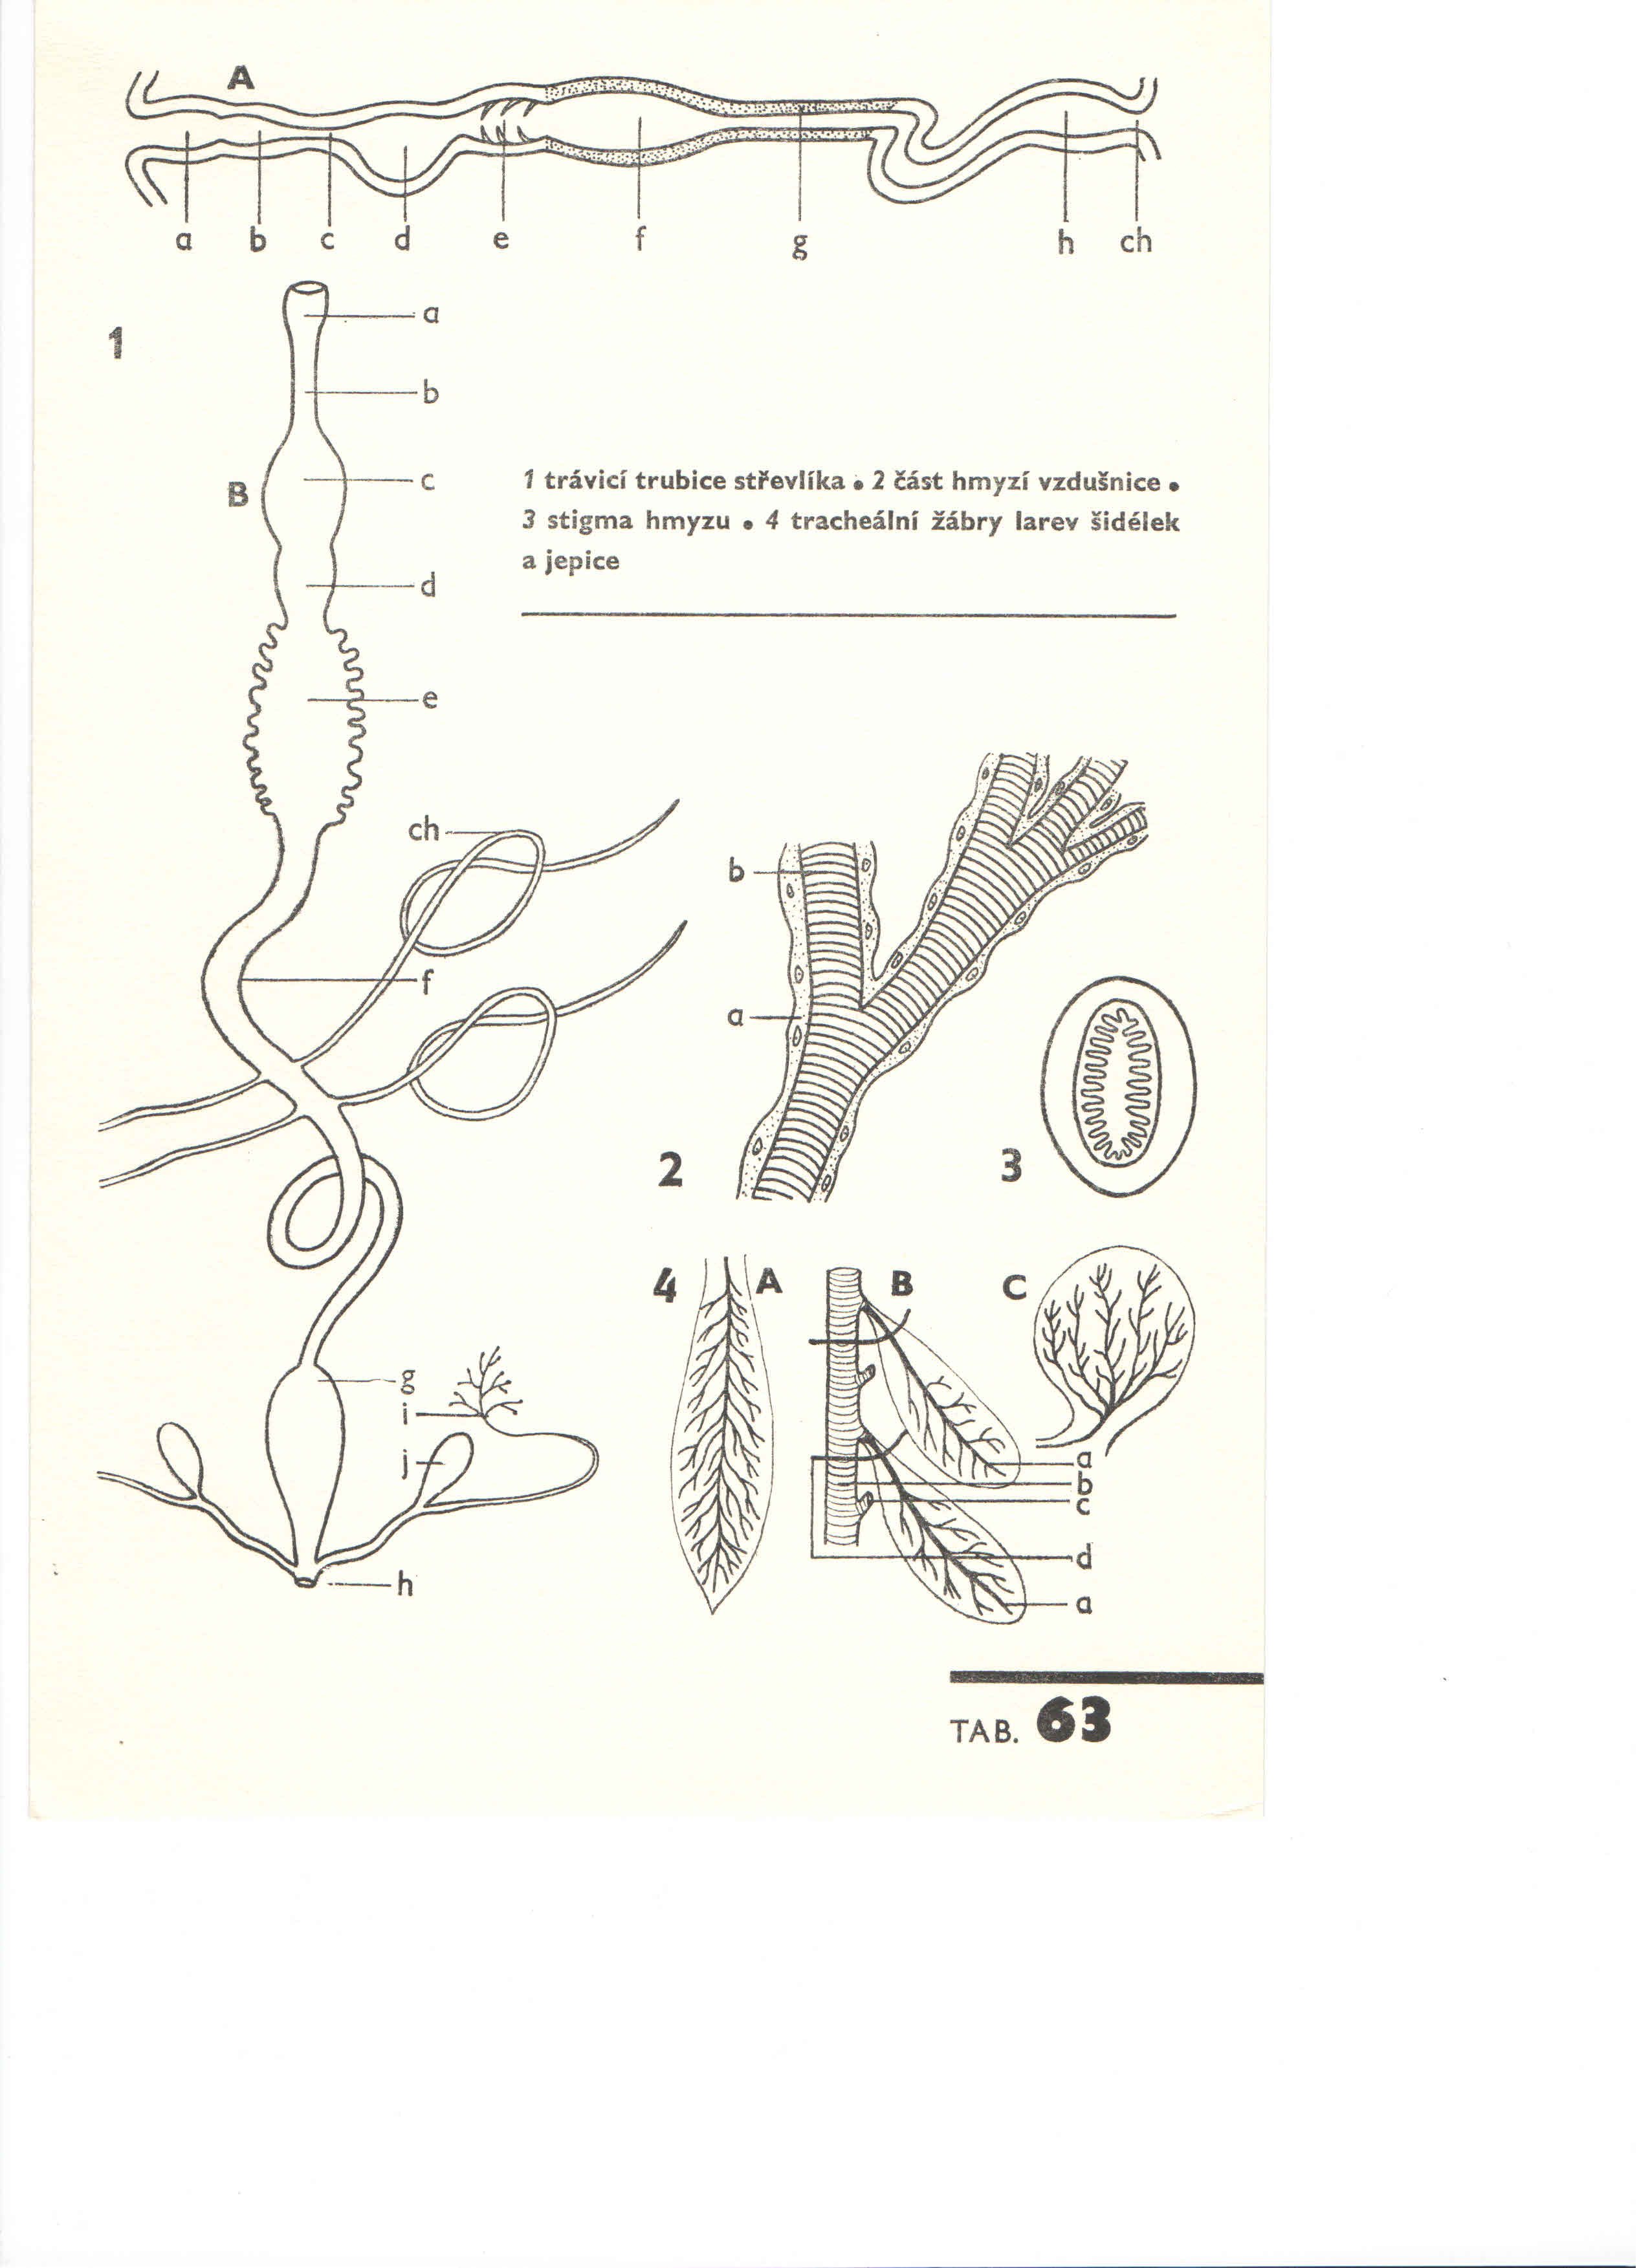 A
a b c d e f g h ch
1
a
b
B
c
d
e
1 trávicí trubice střevlíka • 2 část hmyzí vzdušnice •
3 stigma hmyzu • 4 tracheální žábry larev šidélek
a jepice
ch
f
g
i
j
h
b
a
2
3
4 A B C
a
b
c
d
a
TAB. 63